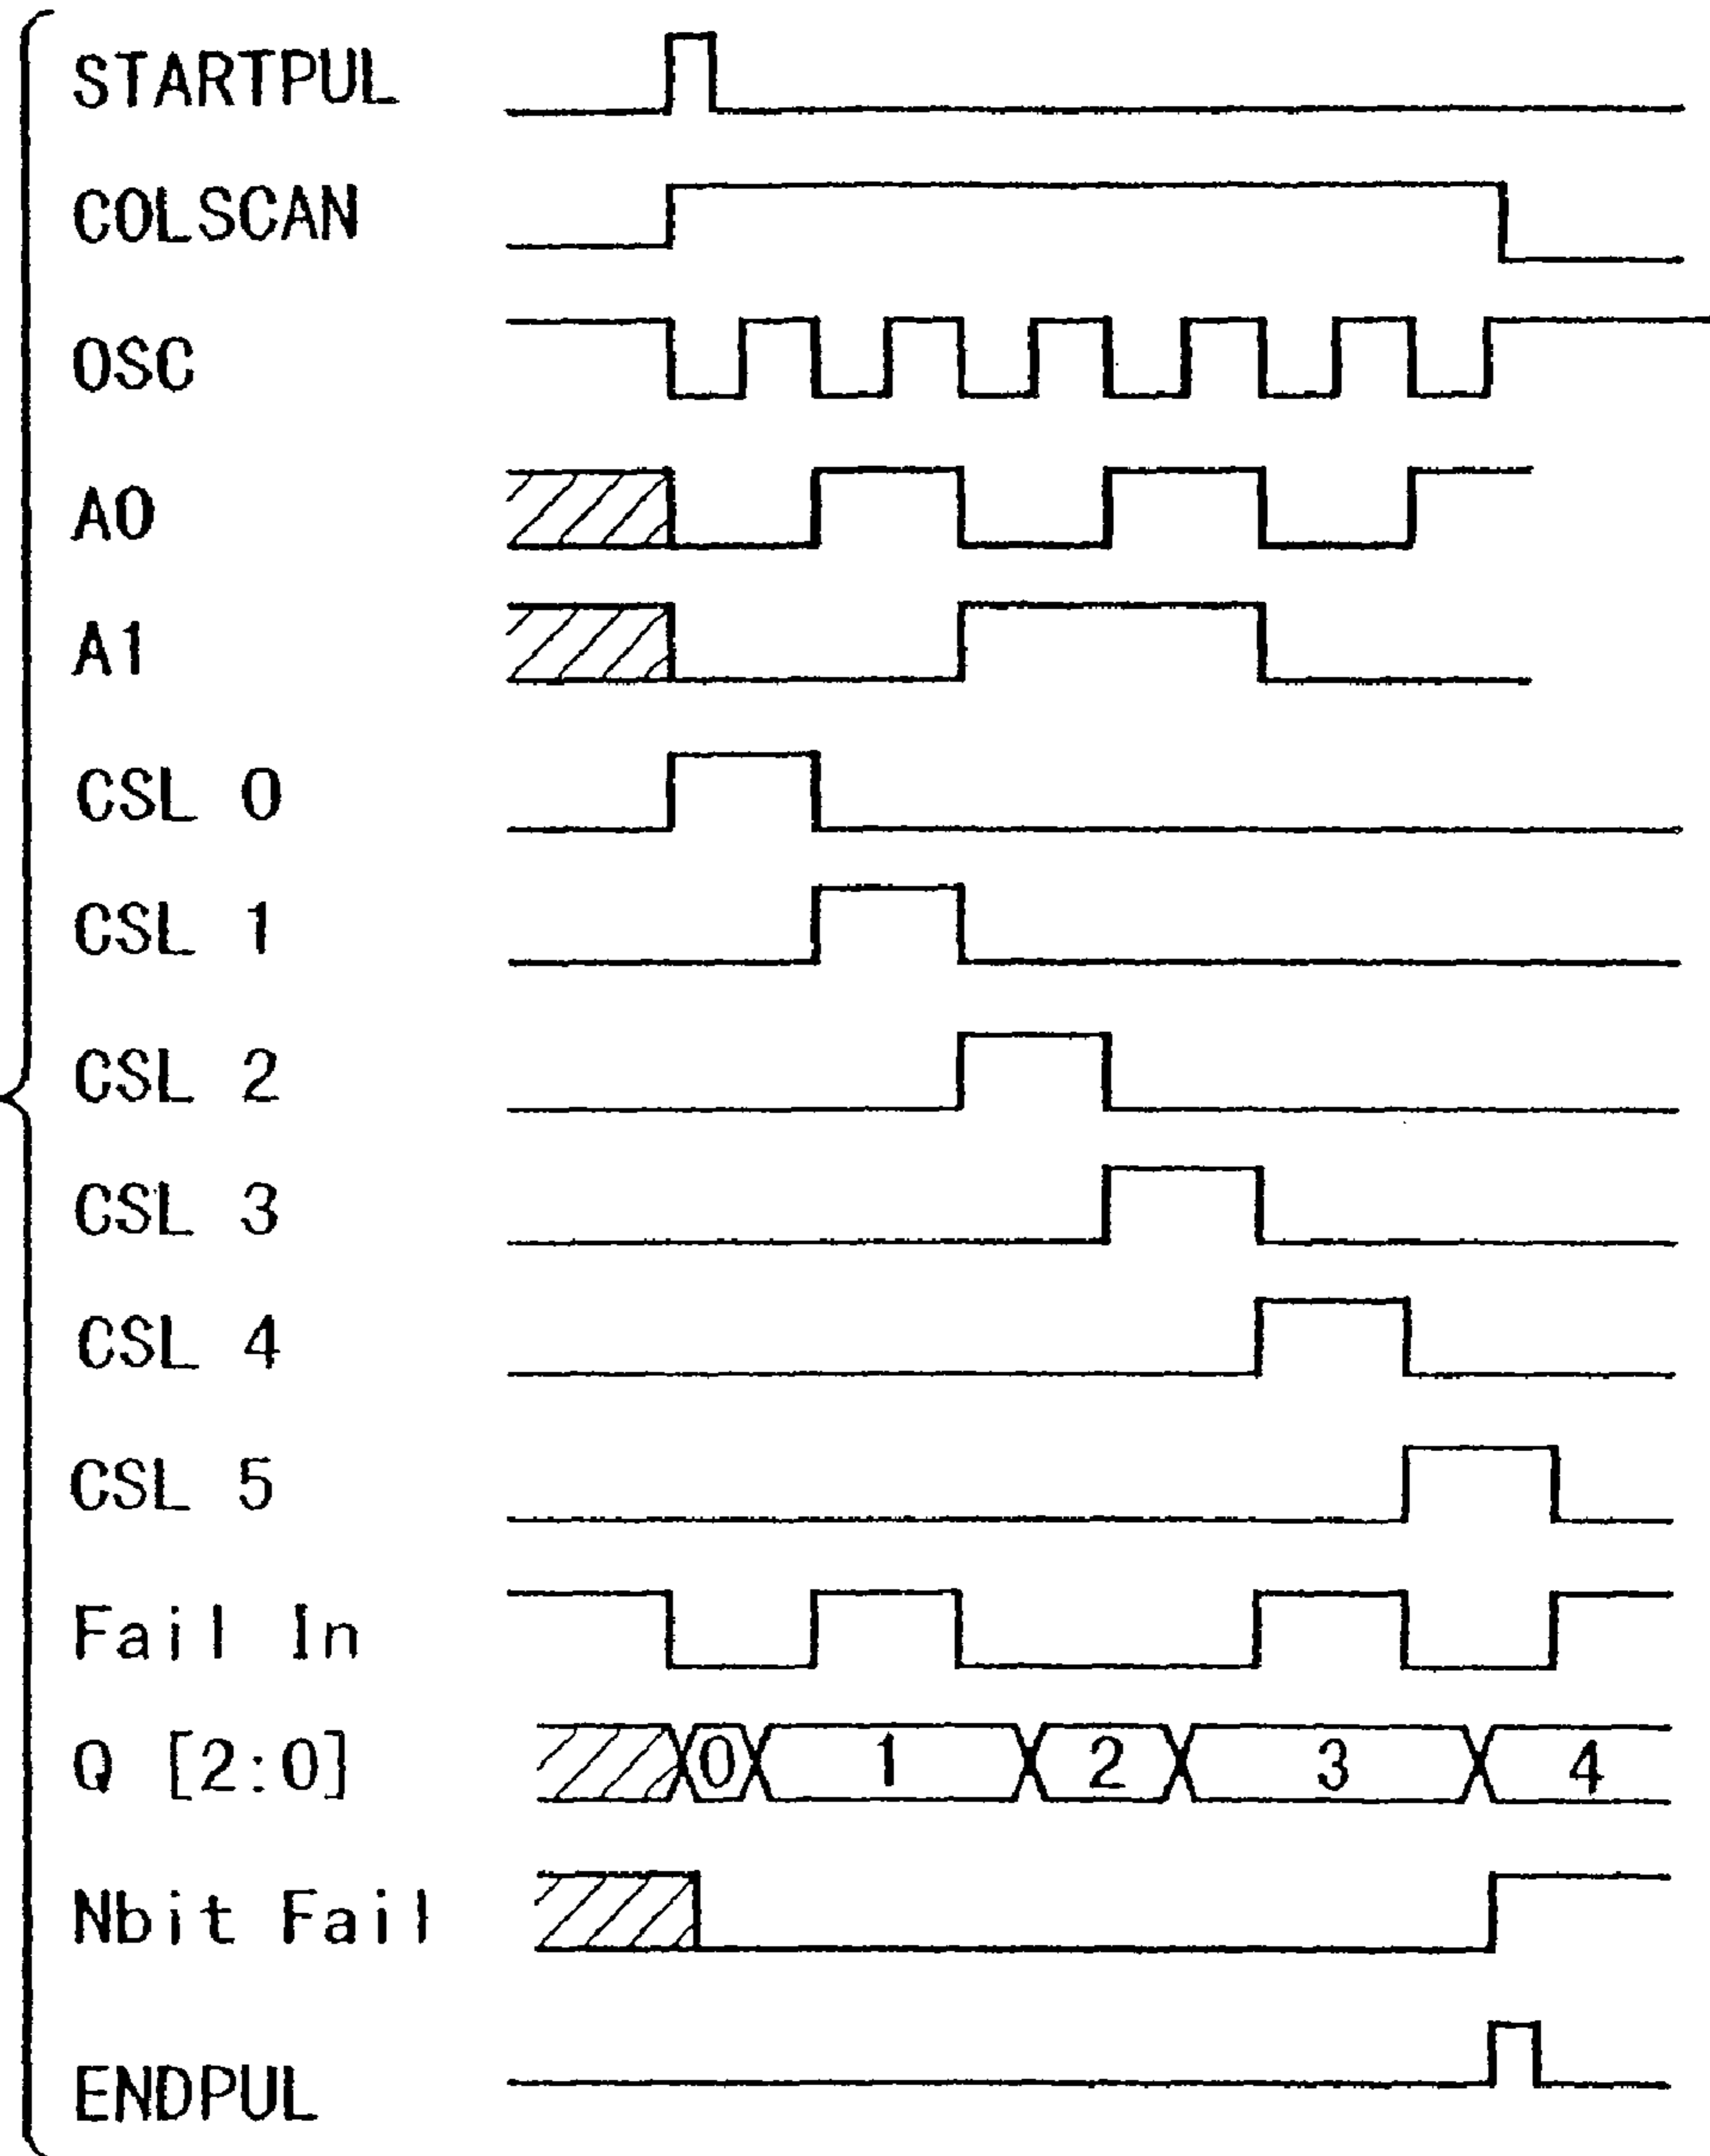 STARTPUL
COLSCAN
OSC
A0
A1
CSL 0
CSL 1
CSL 2
CSL 3
CSL 4
CSL 5
Fail In
Q [2:0] 0 1 2 3 4
Nbit Fail
ENDPUL